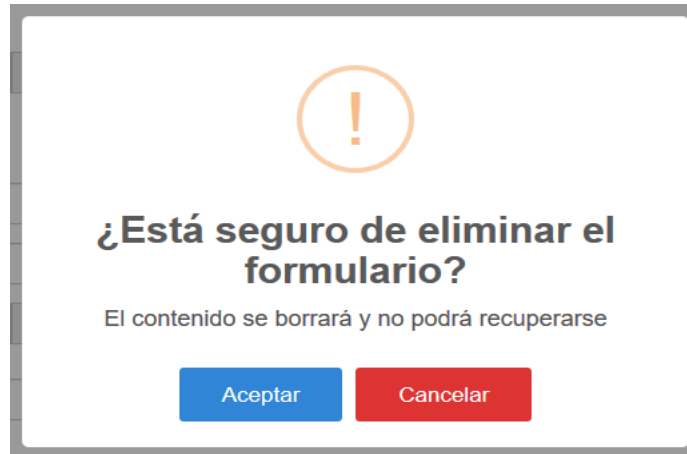 !
¿Está seguro de eliminar el
formulario?
El contenido se borrará y no podrá recuperarse
Aceptar
Cancelar